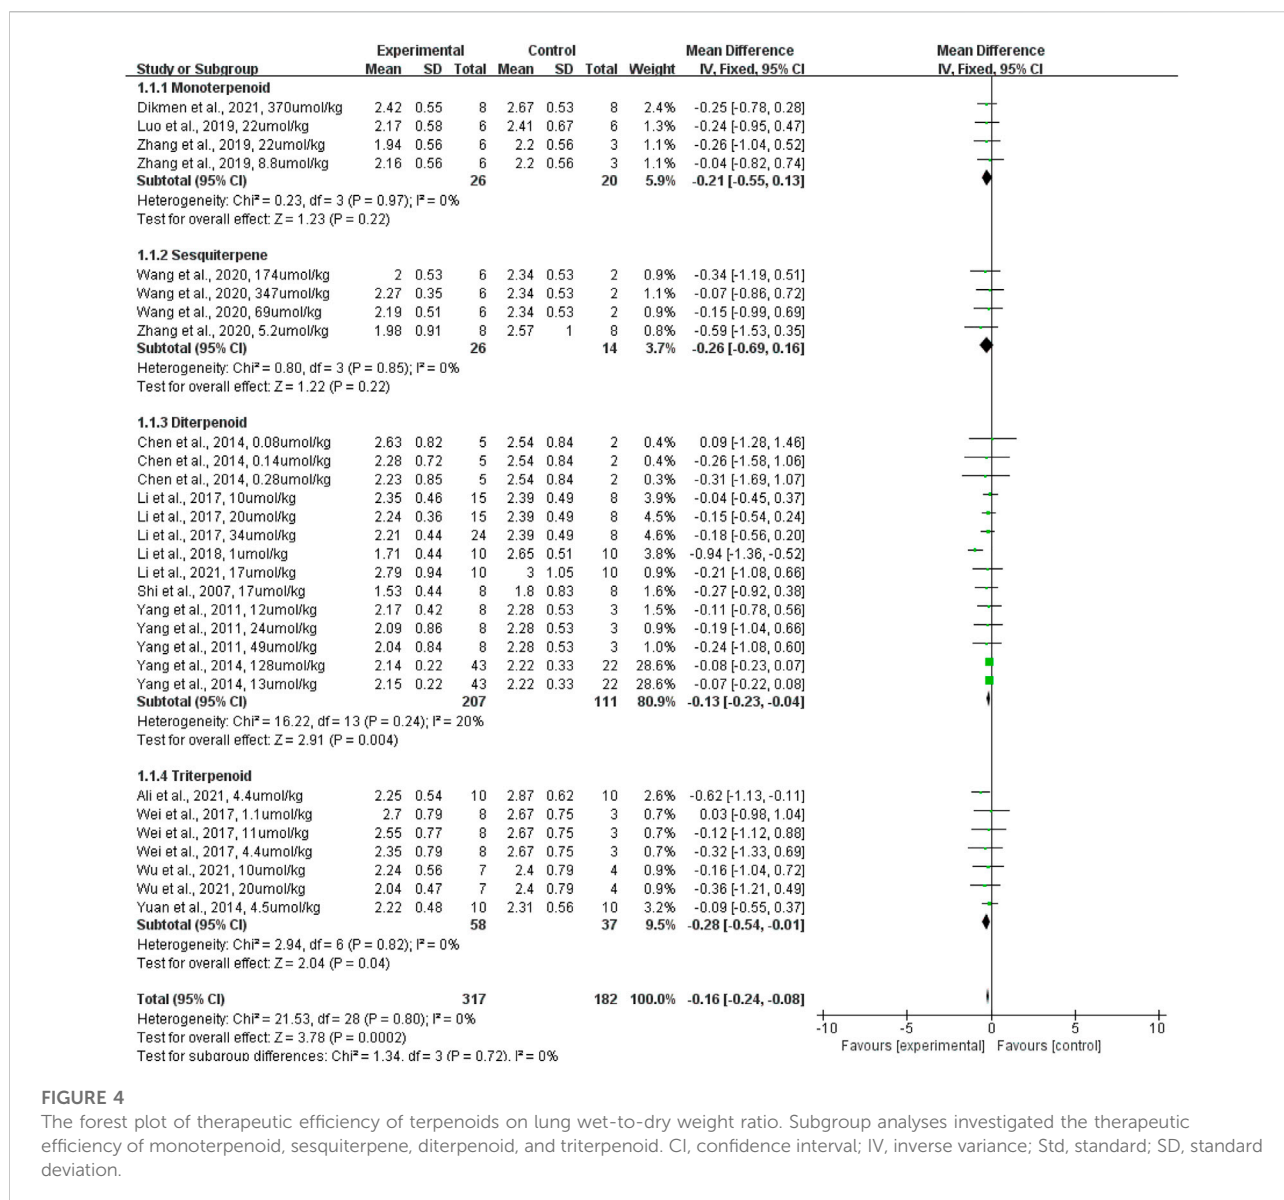 Experimental Control Mean Difference Mean Difference
Study or Subgroup Mean SD Total Mean SD Total Weight IV, Fixed, 95% CI IV, Fixed, 95% CI
1.1.1 Monoterpenoid
Dikmen et al., 2021, 370umol/kg 2.42 0.55 8 2.67 0.53 8 2.4% -0.25 [-0.78, 0.28]
Luo et al., 2019, 22umol/kg 2.17 0.58 6 2.41 0.67 6 1.3% -0.24 [-0.95, 0.47]
Zhang et al., 2019, 22umol/kg 1.94 0.56 6 2.2 0.56 3 1.1% -0.26 [-1.04, 0.52]
Zhang et al., 2019, 8.8umol/kg 2.16 0.56 6 2.2 0.56 3 1.1% -0.04 [-0.82, 0.74]
Subtotal (95% CI) 26 20 5.9% -0.21 [-0.55, 0.13]
Heterogeneity: Chi² = 0.23, df = 3 (P = 0.97); I² = 0%
Test for overall effect: Z = 1.23 (P = 0.22)
1.1.2 Sesquiterpene
Wang et al., 2020, 174umol/kg 2 0.53 6 2.34 0.53 2 0.9% -0.34 [-1.19, 0.51]
Wang et al., 2020, 347umol/kg 2.27 0.35 6 2.34 0.53 2 1.1% -0.07 [-0.86, 0.72]
Wang et al., 2020, 69umol/kg 2.19 0.51 6 2.34 0.53 2 0.9% -0.15 [-0.99, 0.69]
Zhang et al., 2020, 5.2umol/kg 1.98 0.91 8 2.57 1 8 0.8% -0.59 [-1.53, 0.35]
Subtotal (95% CI) 26 14 3.7% -0.26 [-0.69, 0.16]
Heterogeneity: Chi² = 0.80, df = 3 (P = 0.85); I² = 0%
Test for overall effect: Z = 1.22 (P = 0.22)
1.1.3 Diterpenoid
Chen et al., 2014, 0.08umol/kg 2.63 0.82 5 2.54 0.84 2 0.4% 0.09 [-1.28, 1.46]
Chen et al., 2014, 0.14umol/kg 2.28 0.72 5 2.54 0.84 2 0.4% -0.26 [-1.58, 1.06]
Chen et al., 2014, 0.28umol/kg 2.23 0.85 5 2.54 0.84 2 0.3% -0.31 [-1.69, 1.07]
Li et al., 2017, 10umol/kg 2.35 0.46 15 2.39 0.49 8 3.9% -0.04 [-0.45, 0.37]
Li et al., 2017, 20umol/kg 2.24 0.36 15 2.39 0.49 8 4.5% -0.15 [-0.54, 0.24]
Li et al., 2017, 34umol/kg 2.21 0.44 24 2.39 0.49 8 4.5% -0.18 [-0.56, 0.20]
Li et al., 2018, 1umol/kg 1.71 0.44 10 2.65 0.51 10 3.8% -0.94 [-1.36, -0.52]
Li et al., 2021, 17umol/kg 2.79 0.94 10 3 1.05 10 0.9% -0.21 [-1.08, 0.66]
Shi et al., 2007, 17umol/kg 1.53 0.44 8 1.8 0.83 8 1.6% -0.27 [-0.92, 0.38]
Yang et al., 2011, 12umol/kg 2.17 0.42 8 2.28 0.53 3 1.5% -0.11 [-0.78, 0.56]
Yang et al., 2011, 24umol/kg 2.09 0.86 8 2.28 0.53 3 0.9% -0.19 [-1.04, 0.66]
Yang et al., 2011, 49umol/kg 2.04 0.84 8 2.28 0.53 3 1.0% -0.24 [-1.08, 0.60]
Yang et al., 2014, 128umol/kg 2.14 0.22 43 2.22 0.33 22 28.6% -0.08 [-0.23, 0.07]
Yang et al., 2014, 13umol/kg 2.15 0.22 43 2.22 0.33 22 28.6% -0.07 [-0.22, 0.08]
Subtotal (95% CI) 207 111 80.9% -0.13 [-0.23, -0.04]
Heterogeneity: Chi² = 16.22, df = 13 (P = 0.24); I² = 20%
Test for overall effect: Z = 2.91 (P = 0.004)
1.1.4 Triterpenoid
Ali et al., 2021, 4.4umol/kg 2.25 0.54 10 2.87 0.62 10 2.6% -0.62 [-1.13, -0.11]
Wei et al., 2017, 1.1umol/kg 2.7 0.79 8 2.67 0.75 3 0.7% 0.03 [-0.98, 1.04]
Wei et al., 2017, 11umol/kg 2.55 0.77 8 2.67 0.75 3 0.7% -0.12 [-1.12, 0.88]
Wei et al., 2017, 4.4umol/kg 2.35 0.79 8 2.67 0.75 3 0.7% -0.32 [-1.33, 0.69]
Wu et al., 2021, 10umol/kg 2.24 0.56 7 2.4 0.79 4 0.9% -0.16 [-1.04, 0.72]
Wu et al., 2021, 20umol/kg 2.04 0.47 7 2.4 0.79 4 0.9% -0.36 [-1.21, 0.49]
Yuan et al., 2014, 4.5umol/kg 2.22 0.48 10 2.31 0.56 10 3.2% -0.09 [-0.55, 0.37]
Subtotal (95% CI) 58 37 9.5% -0.28 [-0.54, -0.01]
Heterogeneity: Chi² = 2.94, df = 6 (P = 0.82); I² = 0%
Test for overall effect: Z = 2.04 (P = 0.04)
Total (95% CI) 317 182 100.0% -0.16 [-0.24, -0.08]
Heterogeneity: Chi² = 21.53, df = 28 (P = 0.80); I² = 0%
Test for overall effect: Z = 3.78 (P = 0.0002)
Test for subgroup differences: Chi² = 1.34, df = 3 (P = 0.72), I² = 0%
-10 -5 0 5 10
Favours [experimental] Favours [control]
FIGURE 4
The forest plot of therapeutic efficiency of terpenoids on lung wet-to-dry weight ratio. Subgroup analyses investigated the therapeutic
efficiency of monoterpenoid, sesquiterpene, diterpenoid, and triterpenoid. CI, confidence interval; IV, inverse variance; Std, standard; SD, standard
deviation.